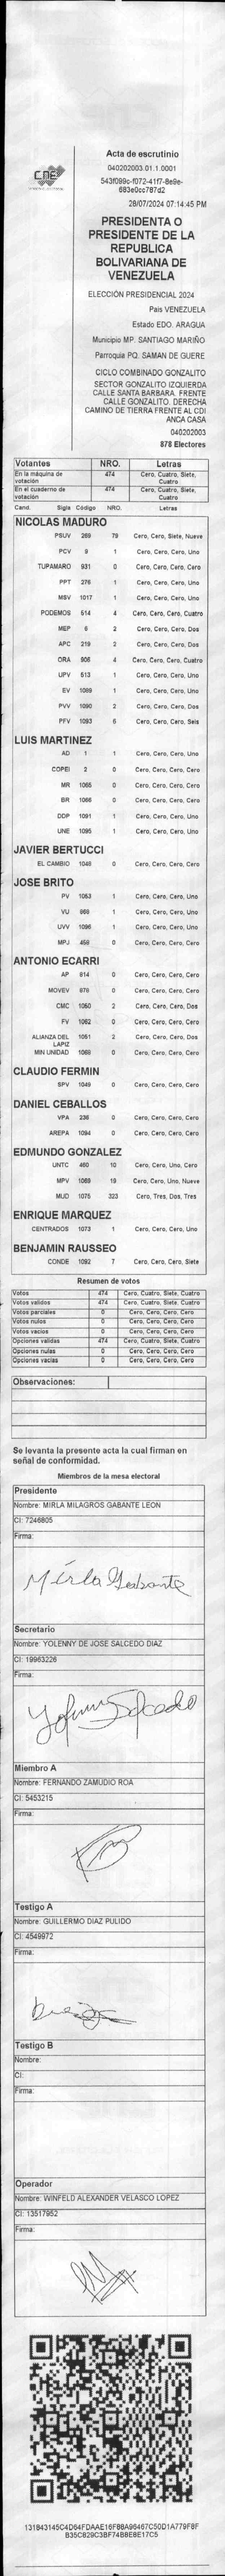 CNE
Acta de escrutinio
040202003.01.1.0001
543f099c-f072-41f7-8e9e-
683e0cc787d2
28/07/2024 07:14:45 PM
PRESIDENTA O
PRESIDENTE DE LA
REPUBLICA
BOLIVARIANA DE
VENEZUELA
ELECCIÓN PRESIDENCIAL 2024
Pais VENEZUELA
Estado EDO. ARAGUA
Municipio MP. SANTIAGO MARIÑO
Parroquia PQ. SAMAN DE GUERE
CICLO COMBINADO GONZALITO
SECTOR GONZALITO IZQUIERDA
CALLE SANTA BARBARA. FRENTE
CALLE GONZALITO. DERECHA
CAMINO DE TIERRA FRENTE AL CDI
ANCA CASA
040202003
878 Electores
Votantes NRO. Letras
En la máquina de votación 474 Cero, Cuatro, Siete, Cuatro
En el cuaderno de votación 474 Cero, Cuatro, Siete, Cuatro
Cand. Sigla Código NRO. Letras
NICOLAS MADURO
PSUV 269 79 Cero, Cero, Siete, Nueve
PCV 9 1 Cero, Cero, Cero, Uno
TUPAMARO 931 0 Cero, Cero, Cero, Cero
PPT 276 1 Cero, Cero, Cero, Uno
MSV 1017 1 Cero, Cero, Cero, Uno
PODEMOS 514 4 Cero, Cero, Cero, Cuatro
MEP 6 2 Cero, Cero, Cero, Dos
APC 219 2 Cero, Cero, Cero, Dos
ORA 906 4 Cero, Cero, Cero, Cuatro
UPV 513 1 Cero, Cero, Cero, Uno
EV 1089 1 Cero, Cero, Cero, Uno
PVV 1090 2 Cero, Cero, Cero, Dos
PFV 1093 6 Cero, Cero, Cero, Seis
LUIS MARTINEZ
AD 1 1 Cero, Cero, Cero, Uno
COPEI 2 0 Cero, Cero, Cero, Cero
MR 1065 0 Cero, Cero, Cero, Cero
BR 1066 0 Cero, Cero, Cero, Cero
DDP 1091 1 Cero, Cero, Cero, Uno
UNE 1095 1 Cero, Cero, Cero, Uno
JAVIER BERTUCCI
EL CAMBIO 1048 0 Cero, Cero, Cero, Cero
JOSE BRITO
PV 1053 1 Cero, Cero, Cero, Uno
VU 968 1 Cero, Cero, Cero, Uno
UVV 1096 1 Cero, Cero, Cero, Uno
MPJ 459 0 Cero, Cero, Cero, Cero
ANTONIO ECARRI
AP 814 0 Cero, Cero, Cero, Cero
MOVEV 979 0 Cero, Cero, Cero, Cero
CMC 1050 2 Cero, Cero, Cero, Dos
FV 1062 0 Cero, Cero, Cero, Cero
ALIANZA DEL LAPIZ 1051 2 Cero, Cero, Cero, Dos
MIN UNIDAD 1068 0 Cero, Cero, Cero, Cero
CLAUDIO FERMIN
SPV 1049 0 Cero, Cero, Cero, Cero
DANIEL CEBALLOS
VPA 236 0 Cero, Cero, Cero, Cero
AREPA 1094 0 Cero, Cero, Cero, Cero
EDMUNDO GONZALEZ
UNTC 460 10 Cero, Cero, Uno, Cero
MPV 1069 19 Cero, Cero, Uno, Nueve
MUD 1075 323 Cero, Tres, Dos, Tres
ENRIQUE MARQUEZ
CENTRADOS 1073 1 Cero, Cero, Cero, Uno
BENJAMIN RAUSSEO
CONDE 1092 7 Cero, Cero, Cero, Siete
Resumen de votos
Votos 474 Cero, Cuatro, Siete, Cuatro
Votos validos 474 Cero, Cuatro, Siete, Cuatro
Votos parciales 0 Cero, Cero, Cero, Cero
Votos nulos 0 Cero, Cero, Cero, Cero
Votos vacios 0 Cero, Cero, Cero, Cero
Opciones validas 474 Cero, Cuatro, Siete, Cuatro
Opciones nulas 0 Cero, Cero, Cero, Cero
Opciones vacias 0 Cero, Cero, Cero, Cero
Observaciones:
Se levanta la presente acta la cual firman en
señal de conformidad.
Miembros de la mesa electoral
Presidente
Nombre: MIRLA MILAGROS GABANTE LEON
CI: 7246805
Firma:
Mirla Gabante
Secretario
Nombre: YOLENNY DE JOSE SALCEDO DIAZ
CI: 19963226
Firma:
Miembro A
Nombre: FERNANDO ZAMUDIO ROA
CI: 5453215
Firma:
Testigo A
Nombre: GUILLERMO DIAZ PULIDO
CI: 4549972
Firma:
Testigo B
Nombre:
CI:
Firma:
Operador
Nombre: WINFELD ALEXANDER VELASCO LOPEZ
CI: 13517952
Firma:
131843145C4D64FDAAE16F88A96467C50D1A779F8F
B35C829C3BF74B8E8E17C5